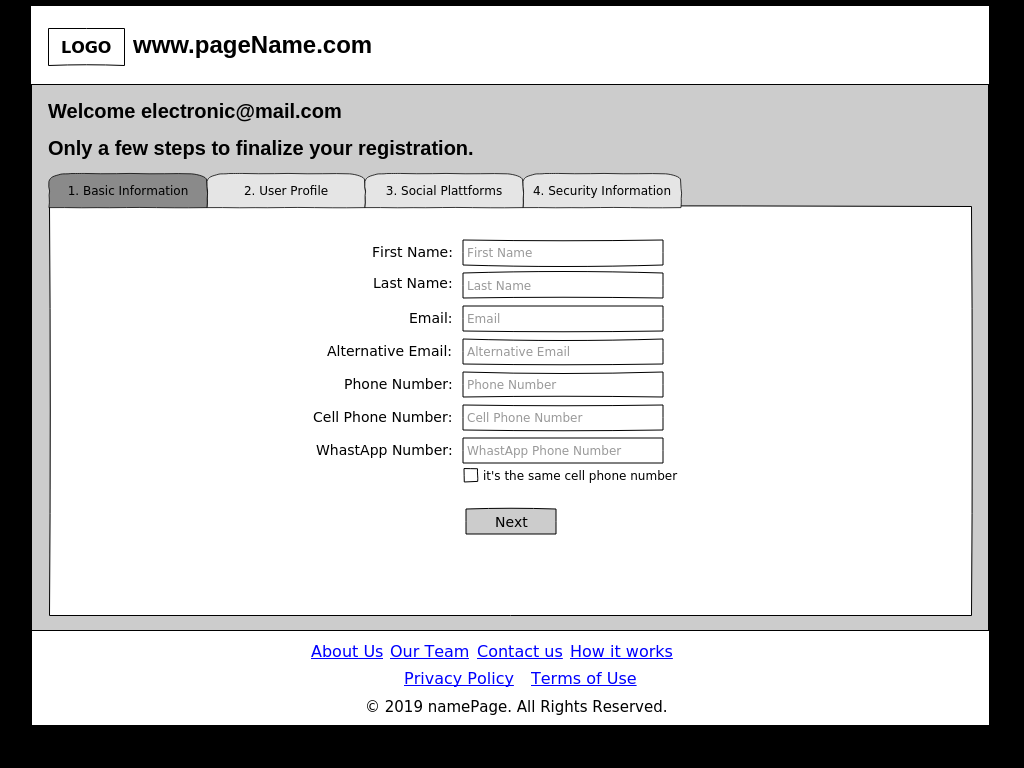 LOGO www.pageName.com
Welcome electronic@mail.com
Only a few steps to finalize your registration.
1. Basic Information 2. User Profile 3. Social Plattforms 4. Security Information
First Name: First Name
Last Name: Last Name
Email: Email
Alternative Email: Alternative Email
Phone Number: Phone Number
Cell Phone Number: Cell Phone Number
WhastApp Number: WhastApp Phone Number
it's the same cell phone number
Next
About Us Our Team Contact us How it works
Privacy Policy Terms of Use
© 2019 namePage. All Rights Reserved.